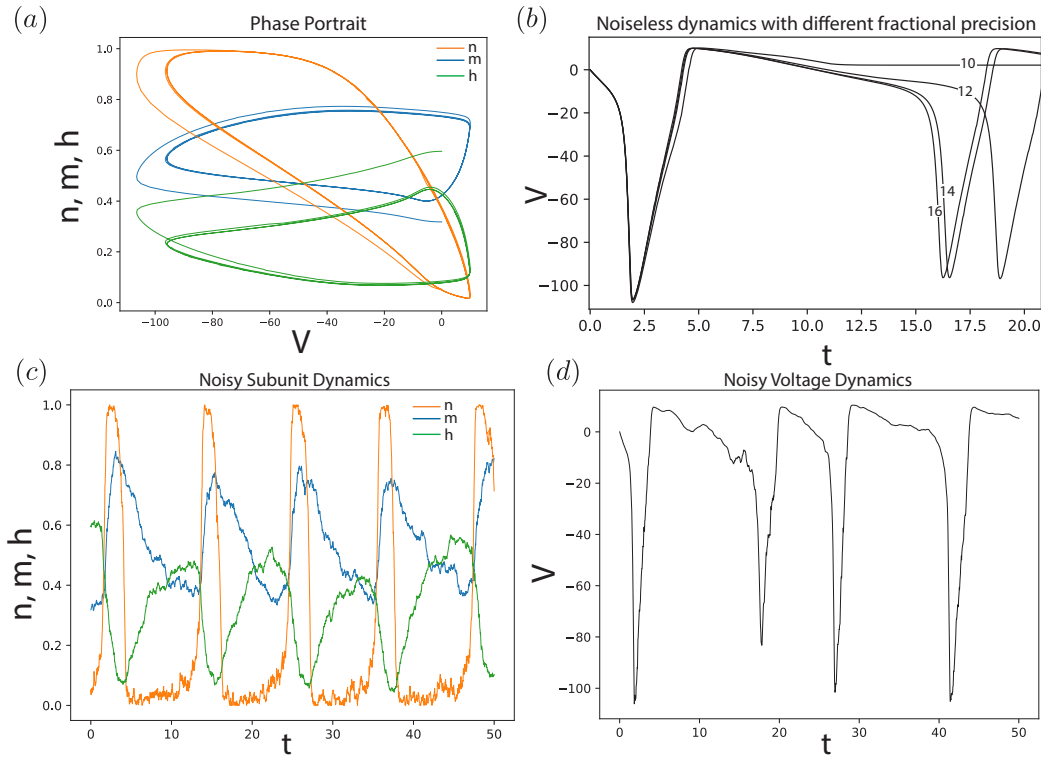 (a)
Phase Portrait
n, m, h
1.0
0.8
0.6
0.4
0.2
0.0
n
m
h
−100
−80
−60
−40
−20
0
V
(b)
Noiseless dynamics with different fractional precision
V
0
−20
−40
−60
−80
−100
10
12
14
16
0.0
2.5
5.0
7.5
10.0
12.5
15.0
17.5
20.0
t
(c)
Noisy Subunit Dynamics
n, m, h
1.0
0.8
0.6
0.4
0.2
0.0
n
m
h
0
10
20
30
40
50
t
(d)
Noisy Voltage Dynamics
V
0
−20
−40
−60
−80
−100
0
10
20
30
40
50
t